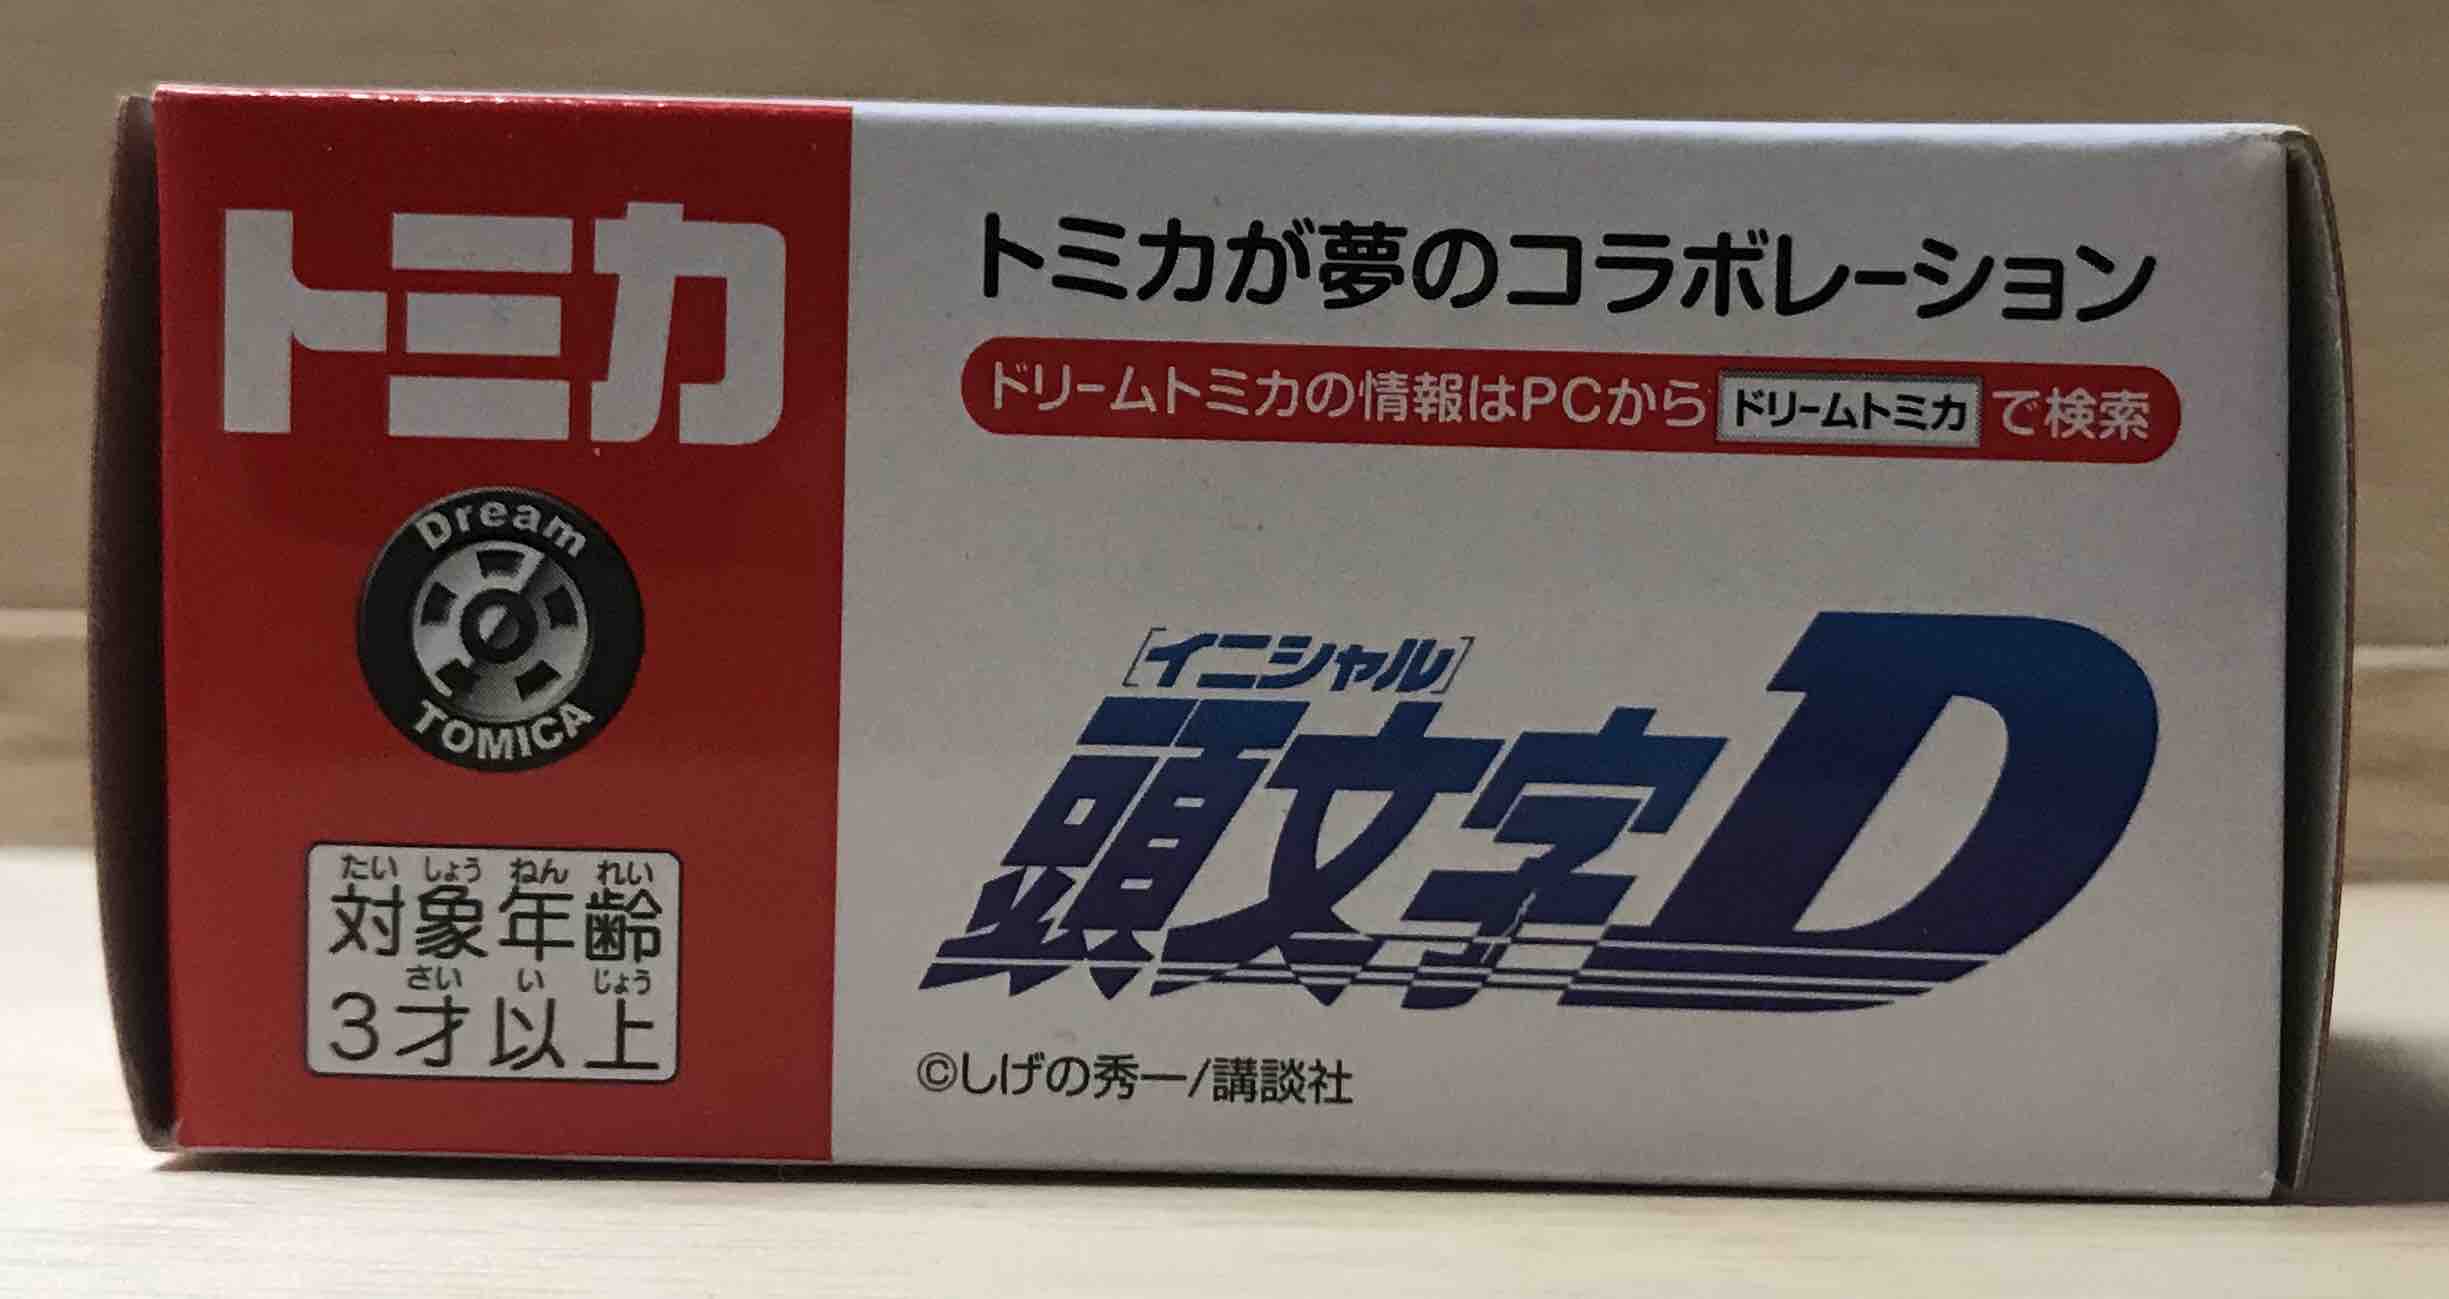 トミカ
Dream
TOMICA
たいしょうねんれい
対象年齢
さいいじょう
3才以上
トミカが夢のコラボレーション
ドリームトミカの情報はPCから ドリームトミカ で検索
[イニシャル]
頭文字D
©しげの秀一/講談社